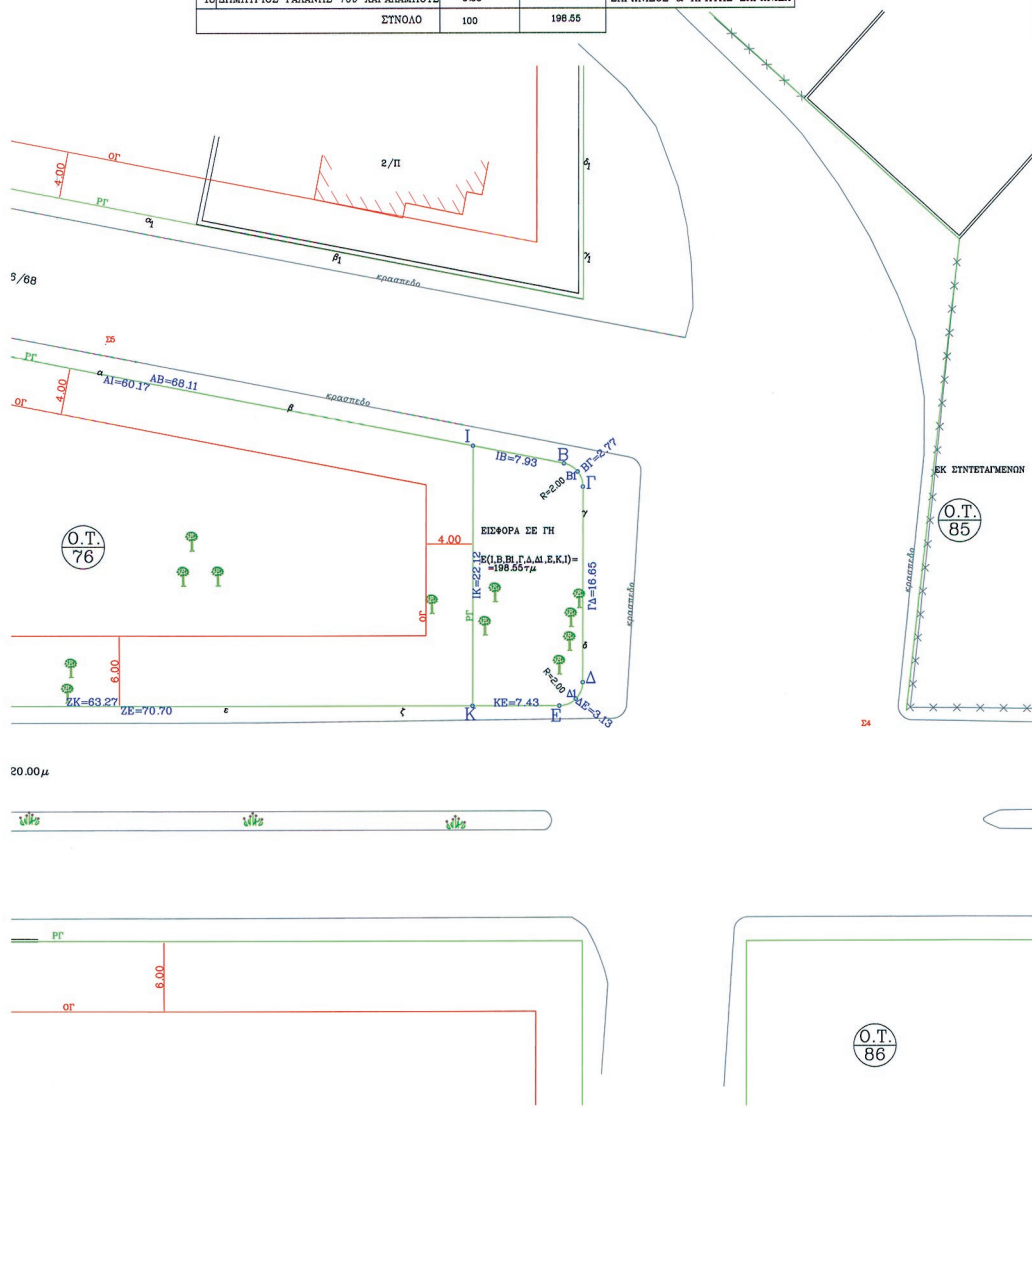 ΣΥΝΟΛΟ 100 198.55
2/Π
ΟΓ
4.00
ΡΓ
α1
β1
γ1
δ1
κρασπεδο
6/68
Σ5
ΡΓ
4.00
ΟΓ
α
ΑΙ=60.17
ΑΒ=68.11
β
κρασπεδο
Ι
ΙΒ=7.93
Β
ΒΓ=2.77
Β1
R=2.00
Γ
γ
Ο.Τ.
76
4.00
ΕΙΣΦΟΡΑ ΣΕ ΓΗ
Ε(Ι,Β,Β1,Γ,Δ,Δ1,Ε,Κ,Ι)=
=198.55τμ
ΙΚ=22.12
ΡΓ
ΟΓ
ΓΔ=16.65
κρασπεδο
δ
Δ
R=2.00
Δ1
ΔΕ=3.13
6.00
ΖΚ=63.27
ΖΕ=70.70
ε
ζ
Κ
ΚΕ=7.43
Ε
ΕΚ ΣΥΝΤΕΤΑΓΜΕΝΩΝ
Ο.Τ.
85
κρασπεδο
Σ4
20.00μ
ΡΓ
6.00
ΟΓ
Ο.Τ.
86